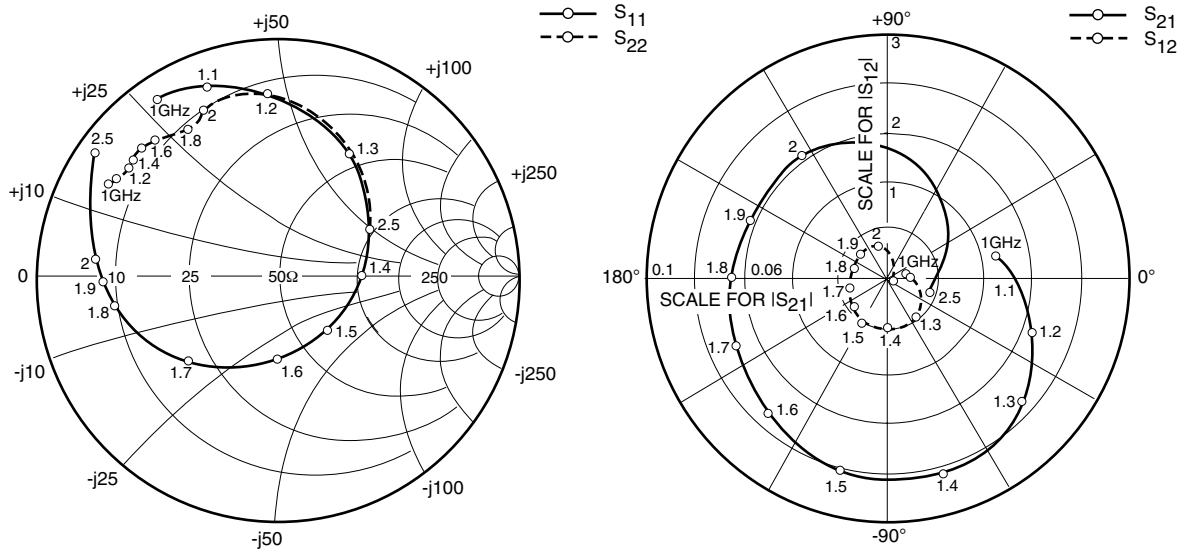 S11
S22
+j50
+j100
+j25
+j250
+j10
0
-j10
-j25
-j50
-j100
-j250
10
25
50Ω
250
1GHz
1.1
1.2
1.3
1.4
1.5
1.6
1.7
1.8
1.9
2
2.5
1GHz
1.2
1.4
1.6
1.8
2
2.5
S21
S12
+90°
3
SCALE FOR |S12|
2
1
180°
0.1
0.06
SCALE FOR |S21|
0°
-90°
1GHz
1.1
1.2
1.3
1.4
1.5
1.6
1.7
1.8
1.9
2
2.5
1GHz
1.3
1.4
1.5
1.6
1.7
1.8
1.9
2